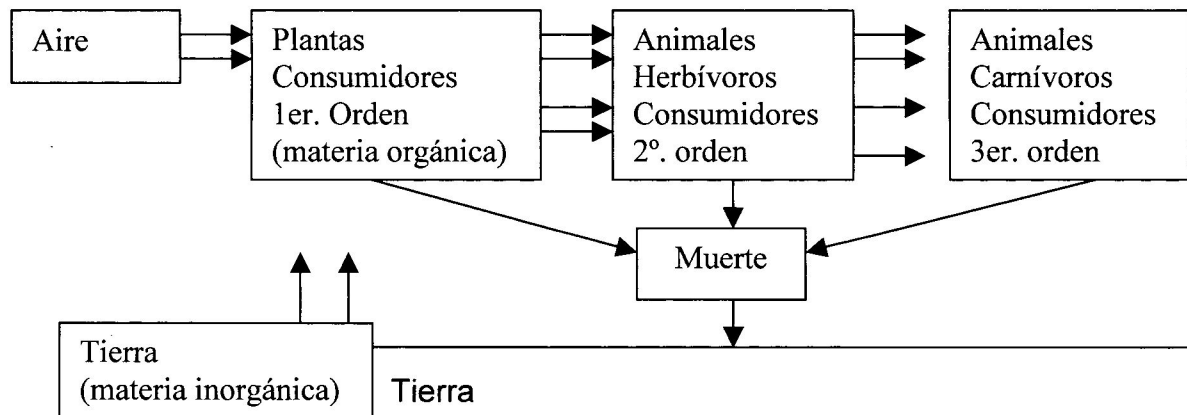 Aire
Plantas
Consumidores
1er. Orden
(materia orgánica)
Animales
Herbívoros
Consumidores
2º. orden
Animales
Carnívoros
Consumidores
3er. orden
Muerte
Tierra
(materia inorgánica)
Tierra